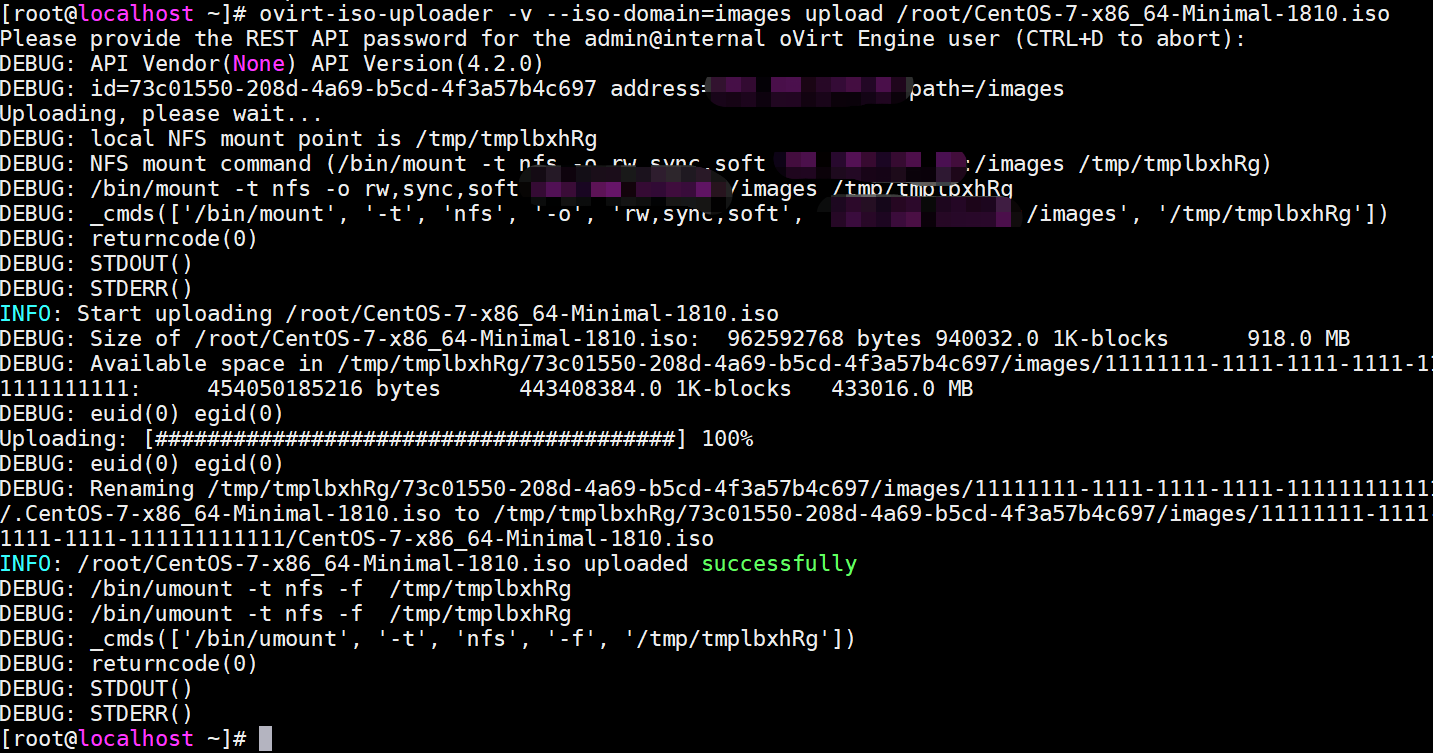 [root@localhost ~]# ovirt-iso-uploader -v --iso-domain=images upload /root/CentOS-7-x86_64-Minimal-1810.iso
Please provide the REST API password for the admin@internal oVirt Engine user (CTRL+D to abort):
DEBUG: API Vendor(None) API Version(4.2.0)
DEBUG: id=73c01550-208d-4a69-b5cd-4f3a57b4c697 address= path=/images
Uploading, please wait...
DEBUG: local NFS mount point is /tmp/tmplbxhRg
DEBUG: NFS mount command (/bin/mount -t nfs -o rw,sync,soft :/images /tmp/tmplbxhRg)
DEBUG: /bin/mount -t nfs -o rw,sync,soft /images /tmp/tmplbxhRg
DEBUG: _cmds(['/bin/mount', '-t', 'nfs', '-o', 'rw,sync,soft', /images', '/tmp/tmplbxhRg'])
DEBUG: returncode(0)
DEBUG: STDOUT()
DEBUG: STDERR()
INFO: Start uploading /root/CentOS-7-x86_64-Minimal-1810.iso
DEBUG: Size of /root/CentOS-7-x86_64-Minimal-1810.iso:  962592768 bytes 940032.0 1K-blocks      918.0 MB
DEBUG: Available space in /tmp/tmplbxhRg/73c01550-208d-4a69-b5cd-4f3a57b4c697/images/11111111-1111-1111-1111-11
1111111111:      454050185216 bytes      443408384.0 1K-blocks   433016.0 MB
DEBUG: euid(0) egid(0)
Uploading: [########################################] 100%
DEBUG: euid(0) egid(0)
DEBUG: Renaming /tmp/tmplbxhRg/73c01550-208d-4a69-b5cd-4f3a57b4c697/images/11111111-1111-1111-1111-111111111111
/.CentOS-7-x86_64-Minimal-1810.iso to /tmp/tmplbxhRg/73c01550-208d-4a69-b5cd-4f3a57b4c697/images/11111111-1111-
1111-1111-111111111111/CentOS-7-x86_64-Minimal-1810.iso
INFO: /root/CentOS-7-x86_64-Minimal-1810.iso uploaded successfully
DEBUG: /bin/umount -t nfs -f  /tmp/tmplbxhRg
DEBUG: /bin/umount -t nfs -f  /tmp/tmplbxhRg
DEBUG: _cmds(['/bin/umount', '-t', 'nfs', '-f', '/tmp/tmplbxhRg'])
DEBUG: returncode(0)
DEBUG: STDOUT()
DEBUG: STDERR()
[root@localhost ~]#